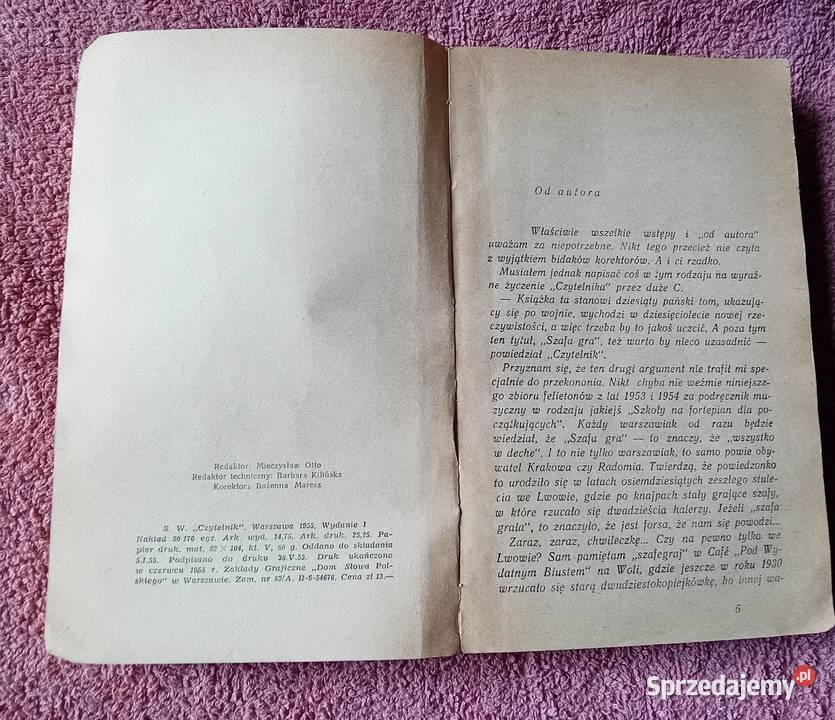 Redaktor: Mieczysław Otto
Redaktor techniczny: Barbara Kilińska
Korektor: Bożenna Maresz
S. W. „Czytelnik". Warszawa 1955. Wydanie I
Nakład 50 176 egz. Ark. wyd. 14,75. Ark. druk. 25,25. Pa-
pier druk. mat. 82 × 104, kl. V, 60 g. Oddano do składania
5.I.55. Podpisano do druku 30.V.55. Druk ukończono
w czerwcu 1955 r. Zakłady Graficzne „Dom Słowa Pol-
skiego" w Warszawie. Zam. nr 83/A. B-6-54676. Cena zł 13,—
Od autora
Właściwie wszelkie wstępy i „od autora"
uważam za niepotrzebne. Nikt tego przecież nie czyta
z wyjątkiem bidaków korektorów. A i ci rzadko.
Musiałem jednak napisać coś w tym rodzaju na wyraź-
ne życzenie „Czytelnika" przez duże C.
— Książka ta stanowi dziesiąty pański tom, ukazują-
cy się po wojnie, wychodzi w dziesięciolecie nowej rze-
czywistości, a więc trzeba by to jakoś uczcić. A poza tym
ten tytuł, „Szafa gra", też warto by nieco uzasadnić —
powiedział „Czytelnik".
Przyznam się, że ten drugi argument nie trafił mi spe-
cjalnie do przekonania. Nikt chyba nie weźmie niniejsze-
go zbioru felietonów z lat 1953 i 1954 za podręcznik mu-
zyczny w rodzaju jakiejś „Szkoły na fortepian dla po-
czątkujących". Każdy warszawiak od razu będzie
wiedział, że „Szafa gra" — to znaczy, że „wszystko
w dechę". I to nie tylko warszawiak, to samo powie oby-
watel Krakowa czy Radomia. Twierdzą, że powiedzonko
to urodziło się w latach osiemdziesiątych zeszłego stule-
cia we Lwowie, gdzie po knajpach stały grające szafy,
w które rzucało się dwadzieścia halerzy. Jeżeli „szafa
grała", to znaczyło, że jest forsa, że nam się powodzi...
Zaraz, zaraz, chwileczkę... Czy na pewno tylko we
Lwowie? Sam pamiętam „szafegraj" w Café „Pod Wy-
datnym Biustem" na Woli, gdzie jeszcze w roku 1930
wrzucało się starą dwudziestokopiejkówkę, bo innej wa-
5
Sprzedajemy.pl